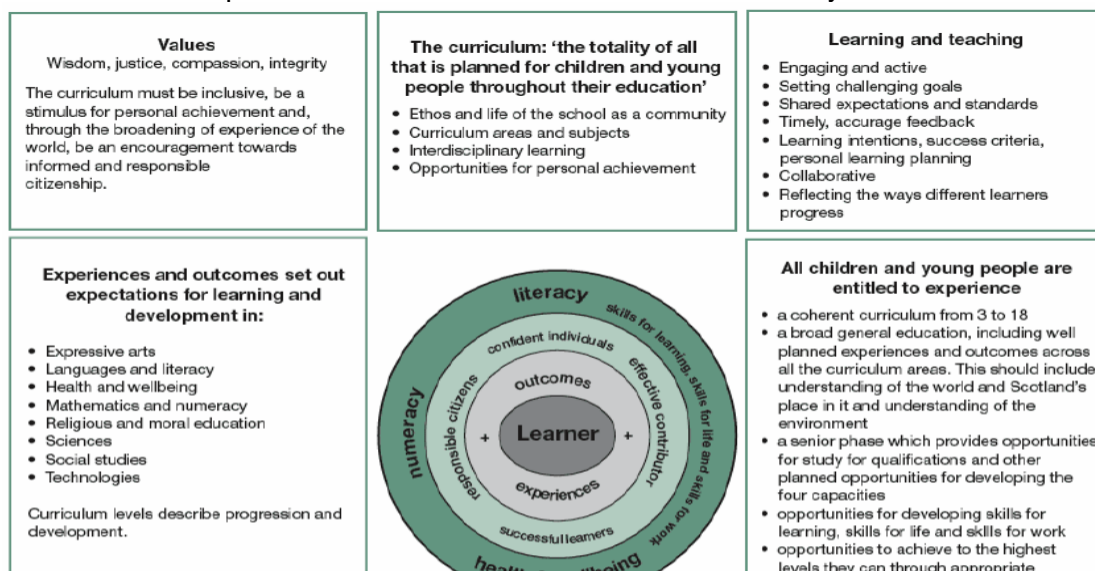 Values
Wisdom, justice, compassion, integrity
The curriculum must be inclusive, be a
stimulus for personal achievement and,
through the broadening of experience of the
world, be an encouragement towards
informed and responsible
citizenship.
The curriculum: ‘the totality of all
that is planned for children and young
people throughout their education’
• Ethos and life of the school as a community
• Curriculum areas and subjects
• Interdisciplinary learning
• Opportunities for personal achievement
Learning and teaching
• Engaging and active
• Setting challenging goals
• Shared expectations and standards
• Timely, accurage feedback
• Learning intentions, success criteria,
personal learning planning
• Collaborative
• Reflecting the ways different learners
progress
Experiences and outcomes set out
expectations for learning and
development in:
• Expressive arts
• Languages and literacy
• Health and wellbeing
• Mathematics and numeracy
• Religious and moral education
• Sciences
• Social studies
• Technologies
Curriculum levels describe progression and
development.
literacy
skills for learning, skills for life and skills for work
numeracy
confident individuals
effective contributor
responsible citizens
successful learners
outcomes
+ Learner +
experiences
All children and young people are
entitled to experience
• a coherent curriculum from 3 to 18
• a broad general education, including well
planned experiences and outcomes across
all the curriculum areas. This should include
understanding of the world and Scotland’s
place in it and understanding of the
environment
• a senior phase which provides opportunities
for study for qualifications and other
planned opportunities for developing the
four capacities
• opportunities for developing skills for
learning, skills for life and skills for work
• opportunities to achieve to the highest
levels they can through appropriate